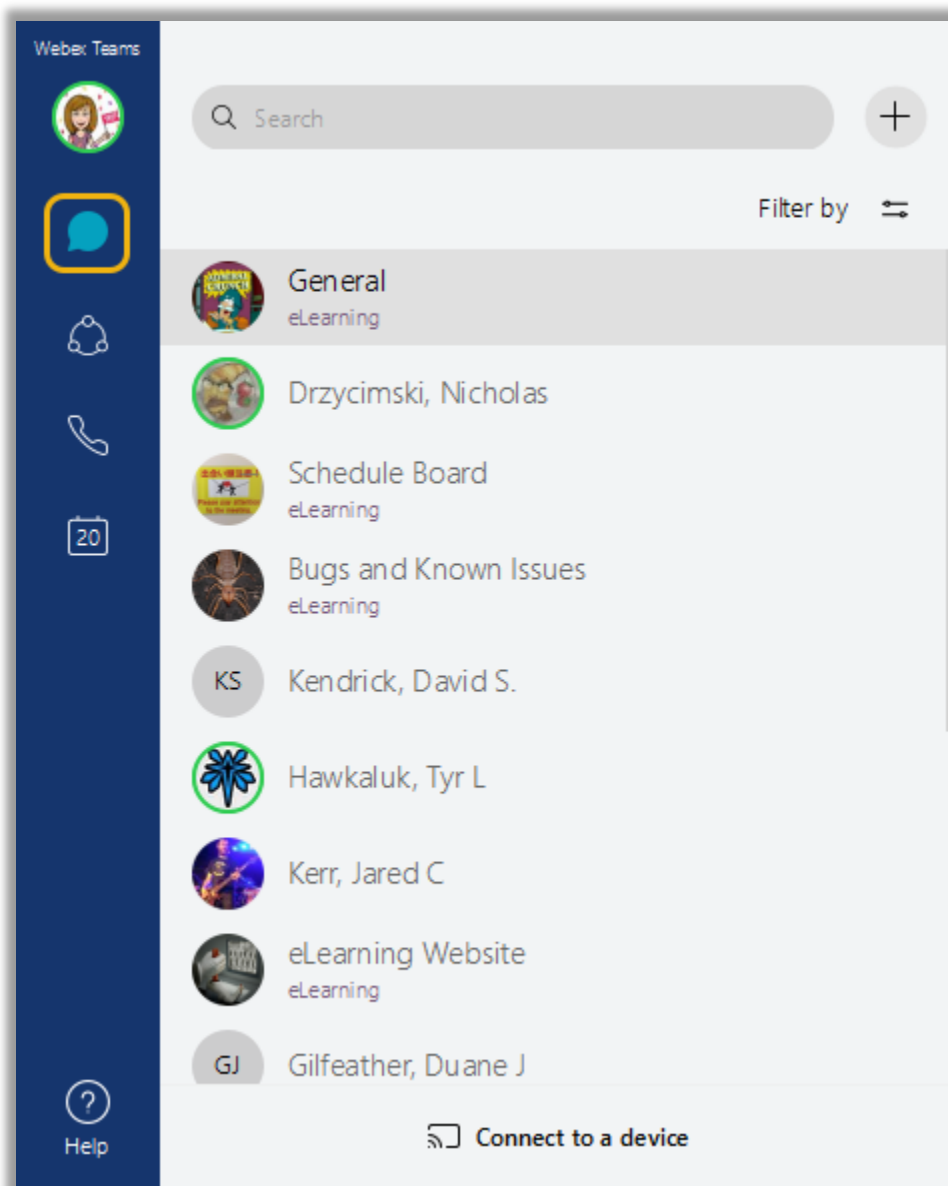 Webex Teams
Search
Filter by
General
eLearning
Drzycimski, Nicholas
Schedule Board
eLearning
Bugs and Known Issues
eLearning
20
KS
Kendrick, David S.
Hawkaluk, Tyr L
Kerr, Jared C
eLearning Website
eLearning
GJ
Gilfeather, Duane J
Help
Connect to a device